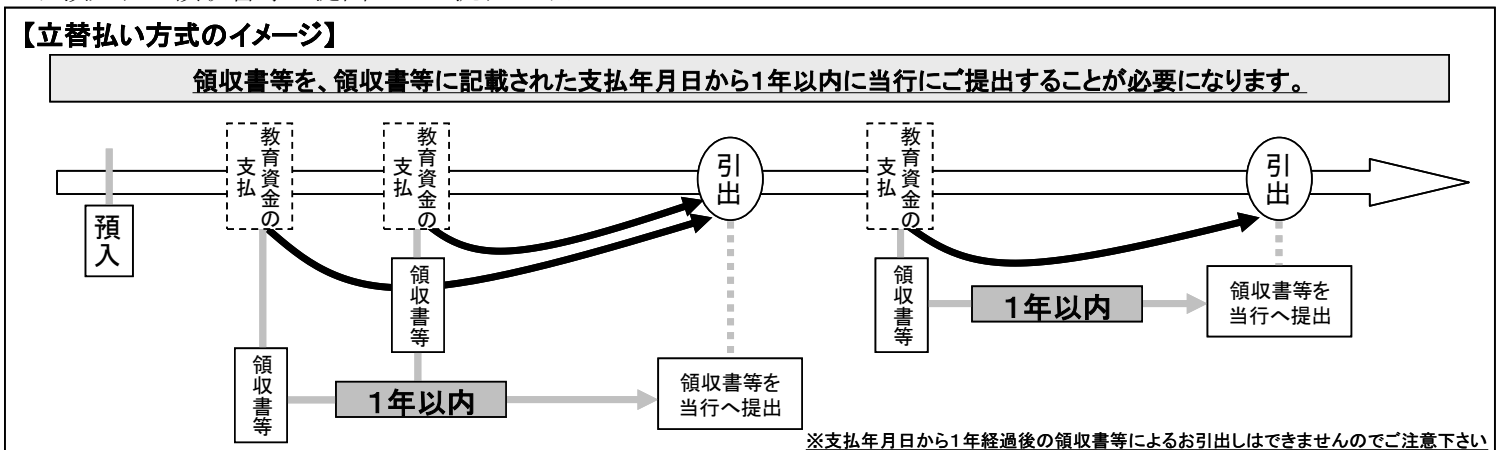 【立替払い方式のイメージ】
領収書等を、領収書等に記載された支払年月日から1年以内に当行にご提出することが必要になります。
教育資金の
支払
教育資金の
支払
引出
教育資金の
支払
引出
預入
領収書等
領収書等
領収書等を
当行へ提出
1年以内
領収書等
1年以内
領収書等を
当行へ提出
※支払年月日から1年経過後の領収書等によるお引出しはできませんのでご注意下さい